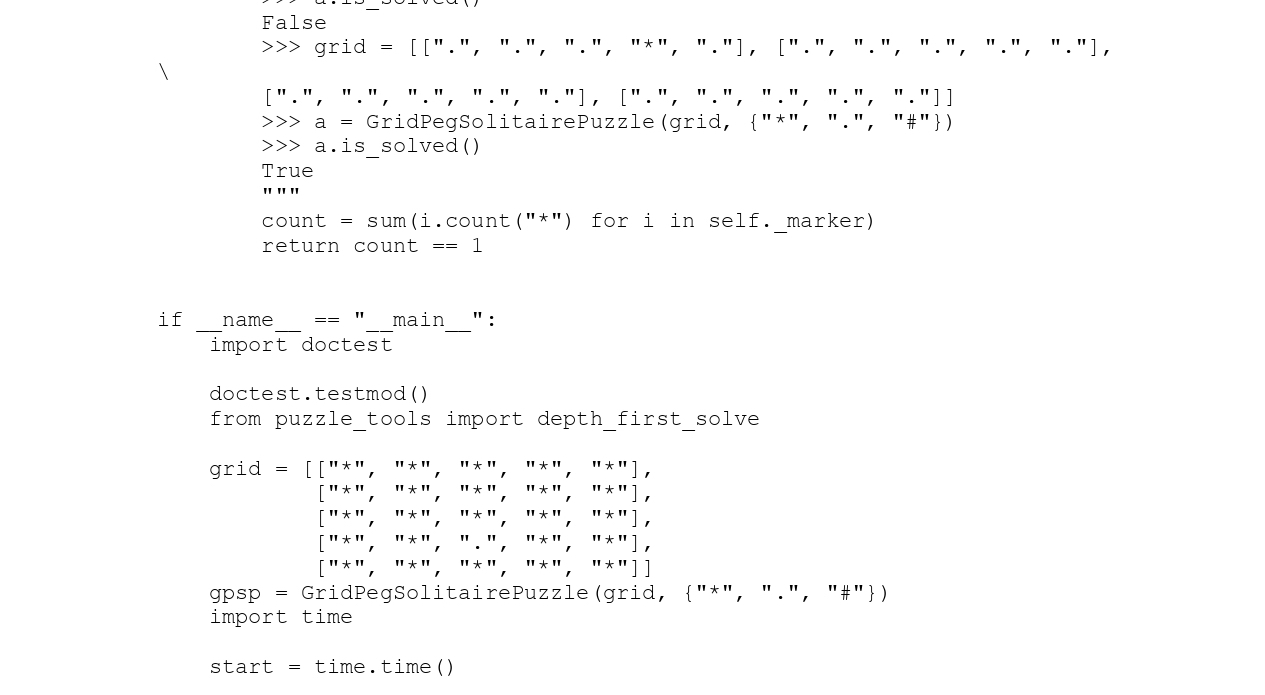 >>> a.is_solved()
False
>>> grid = [[".", ".", ".", "*", "."], [".", ".", ".", ".", "."],
\
[".", ".", ".", ".", "."], [".", ".", ".", ".", "."]]
>>> a = GridPegSolitairePuzzle(grid, {"*", ".", "#"})
>>> a.is_solved()
True
"""
count = sum(i.count("*") for i in self._marker)
return count == 1
if __name__ == "__main__":
import doctest
doctest.testmod()
from puzzle_tools import depth_first_solve
grid = [["*", "*", "*", "*", "*"],
["*", "*", "*", "*", "*"],
["*", "*", "*", "*", "*"],
["*", "*", ".", "*", "*"],
["*", "*", "*", "*", "*"]]
gpsp = GridPegSolitairePuzzle(grid, {"*", ".", "#"})
import time
start = time.time()